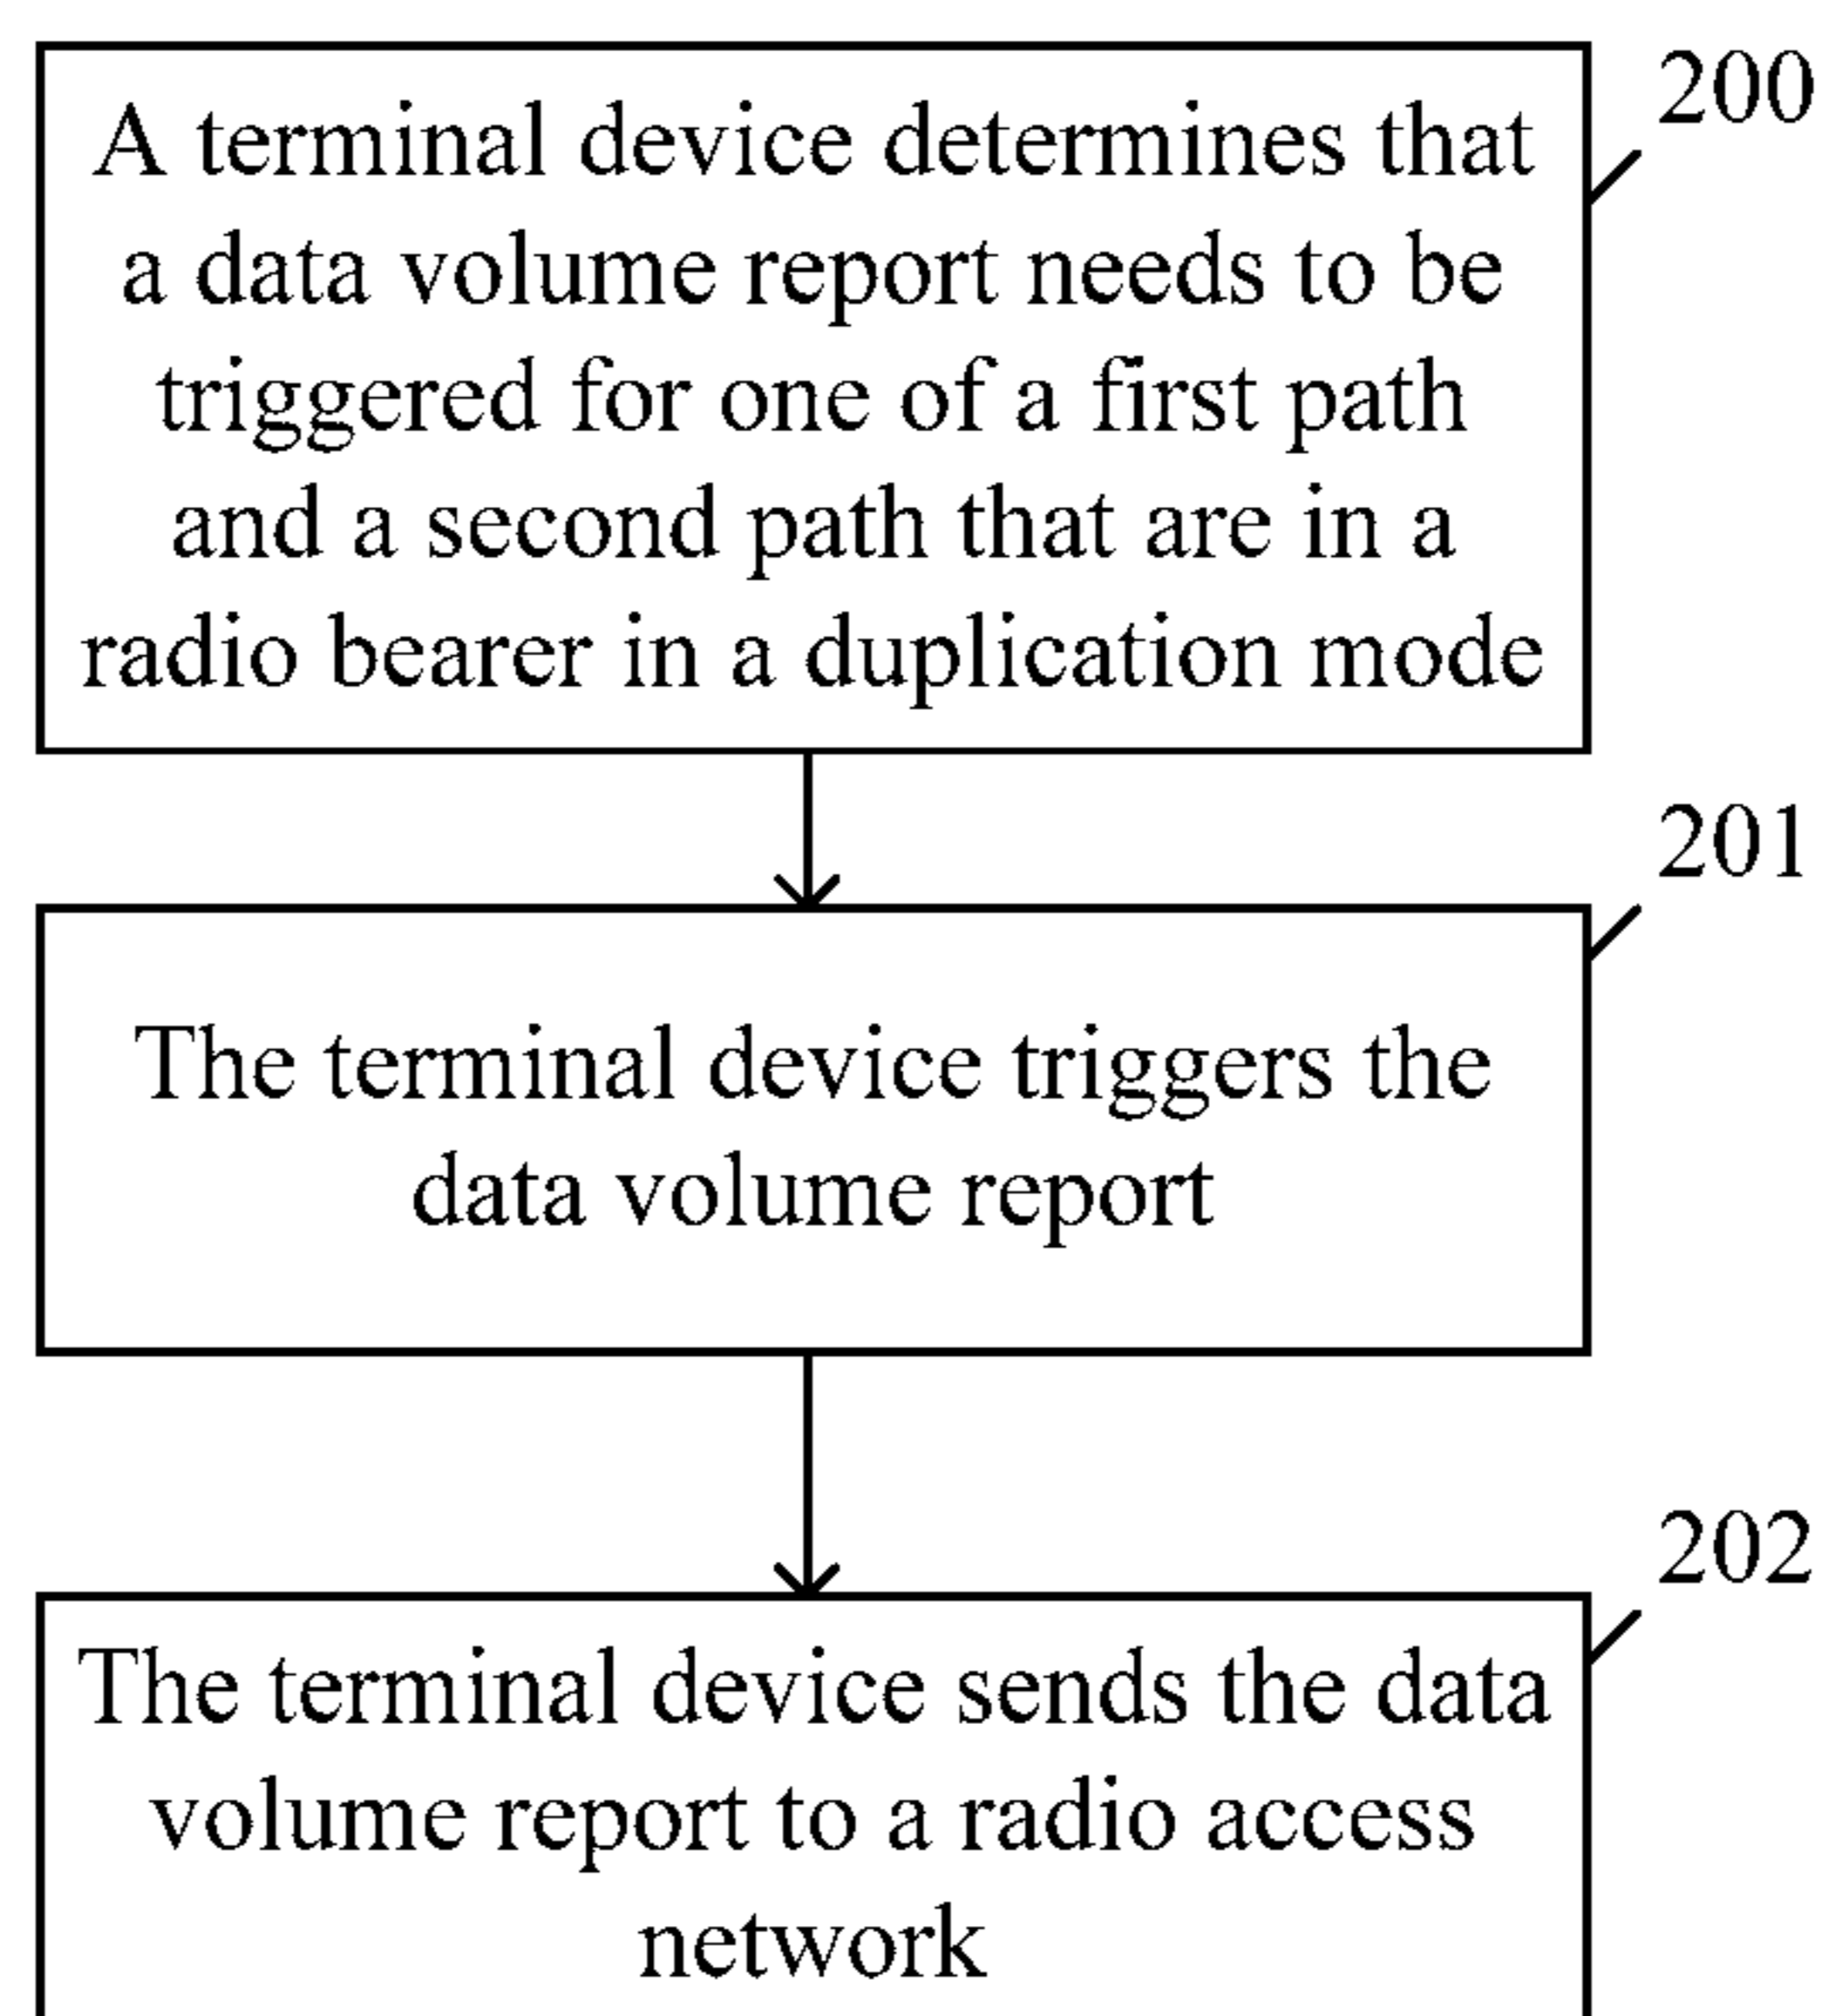 200
A terminal device determines that
a data volume report needs to be
triggered for one of a first path
and a second path that are in a
radio bearer in a duplication mode
201
The terminal device triggers the
data volume report
202
The terminal device sends the data
volume report to a radio access
network